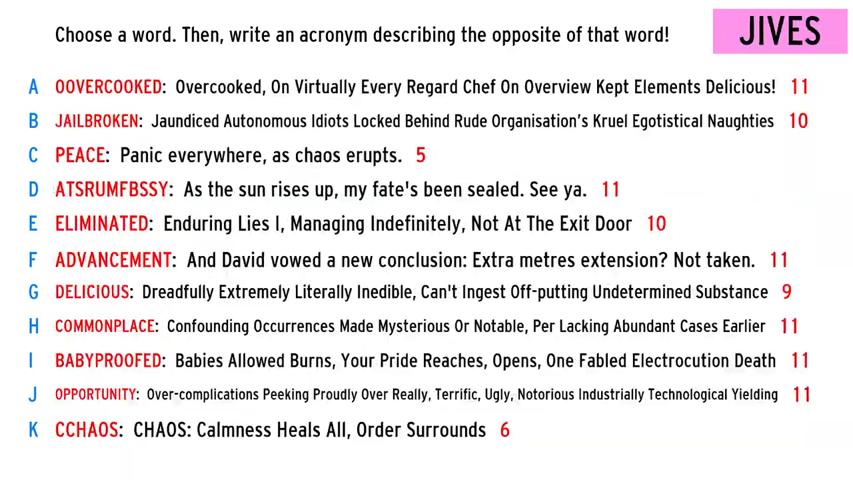 Choose a word. Then, write an acronym describing the opposite of that word!
JIVES
A OOVERCOOKED: Overcooked, On Virtually Every Regard Chef On Overview Kept Elements Delicious! 11
B JAILBROKEN: Jaundiced Autonomous Idiots Locked Behind Rude Organisation's Kruel Egotistical Naughties 10
C PEACE: Panic everywhere, as chaos erupts. 5
D ATSRUMFBSSY: As the sun rises up, my fate's been sealed. See ya. 11
E ELIMINATED: Enduring Lies I, Managing Indefinitely, Not At The Exit Door 10
F ADVANCEMENT: And David vowed a new conclusion: Extra metres extension? Not taken. 11
G DELICIOUS: Dreadfully Extremely Literally Inedible, Can't Ingest Off-putting Undetermined Substance 9
H COMMONPLACE: Confounding Occurrences Made Mysterious Or Notable, Per Lacking Abundant Cases Earlier 11
I BABYPROOFED: Babies Allowed Burns, Your Pride Reaches, Opens, One Fabled Electrocution Death 11
J OPPORTUNITY: Over-complications Peeking Proudly Over Really, Terrific, Ugly, Notorious Industrially Technological Yielding 11
K CCHAOS: CHAOS: Calmness Heals All, Order Surrounds 6